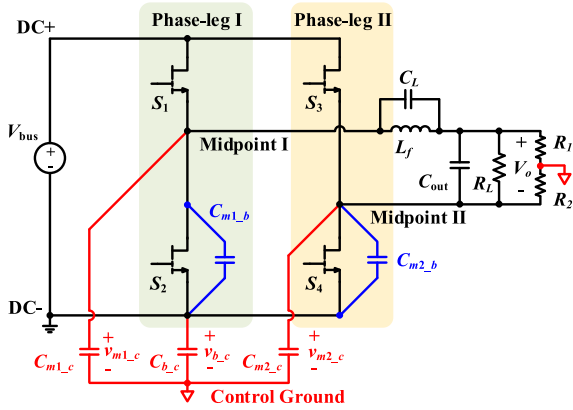 Phase-leg I Phase-leg II
DC+
S1 S3 CL
Vbus + - Midpoint I Lf + R1
Cout RL Vo
- R2
Cm1_b Midpoint II
S2 S4 Cm2_b
DC-
Cm1_c + vm1_c - Cb_c + vb_c - Cm2_c + vm2_c -
Control Ground